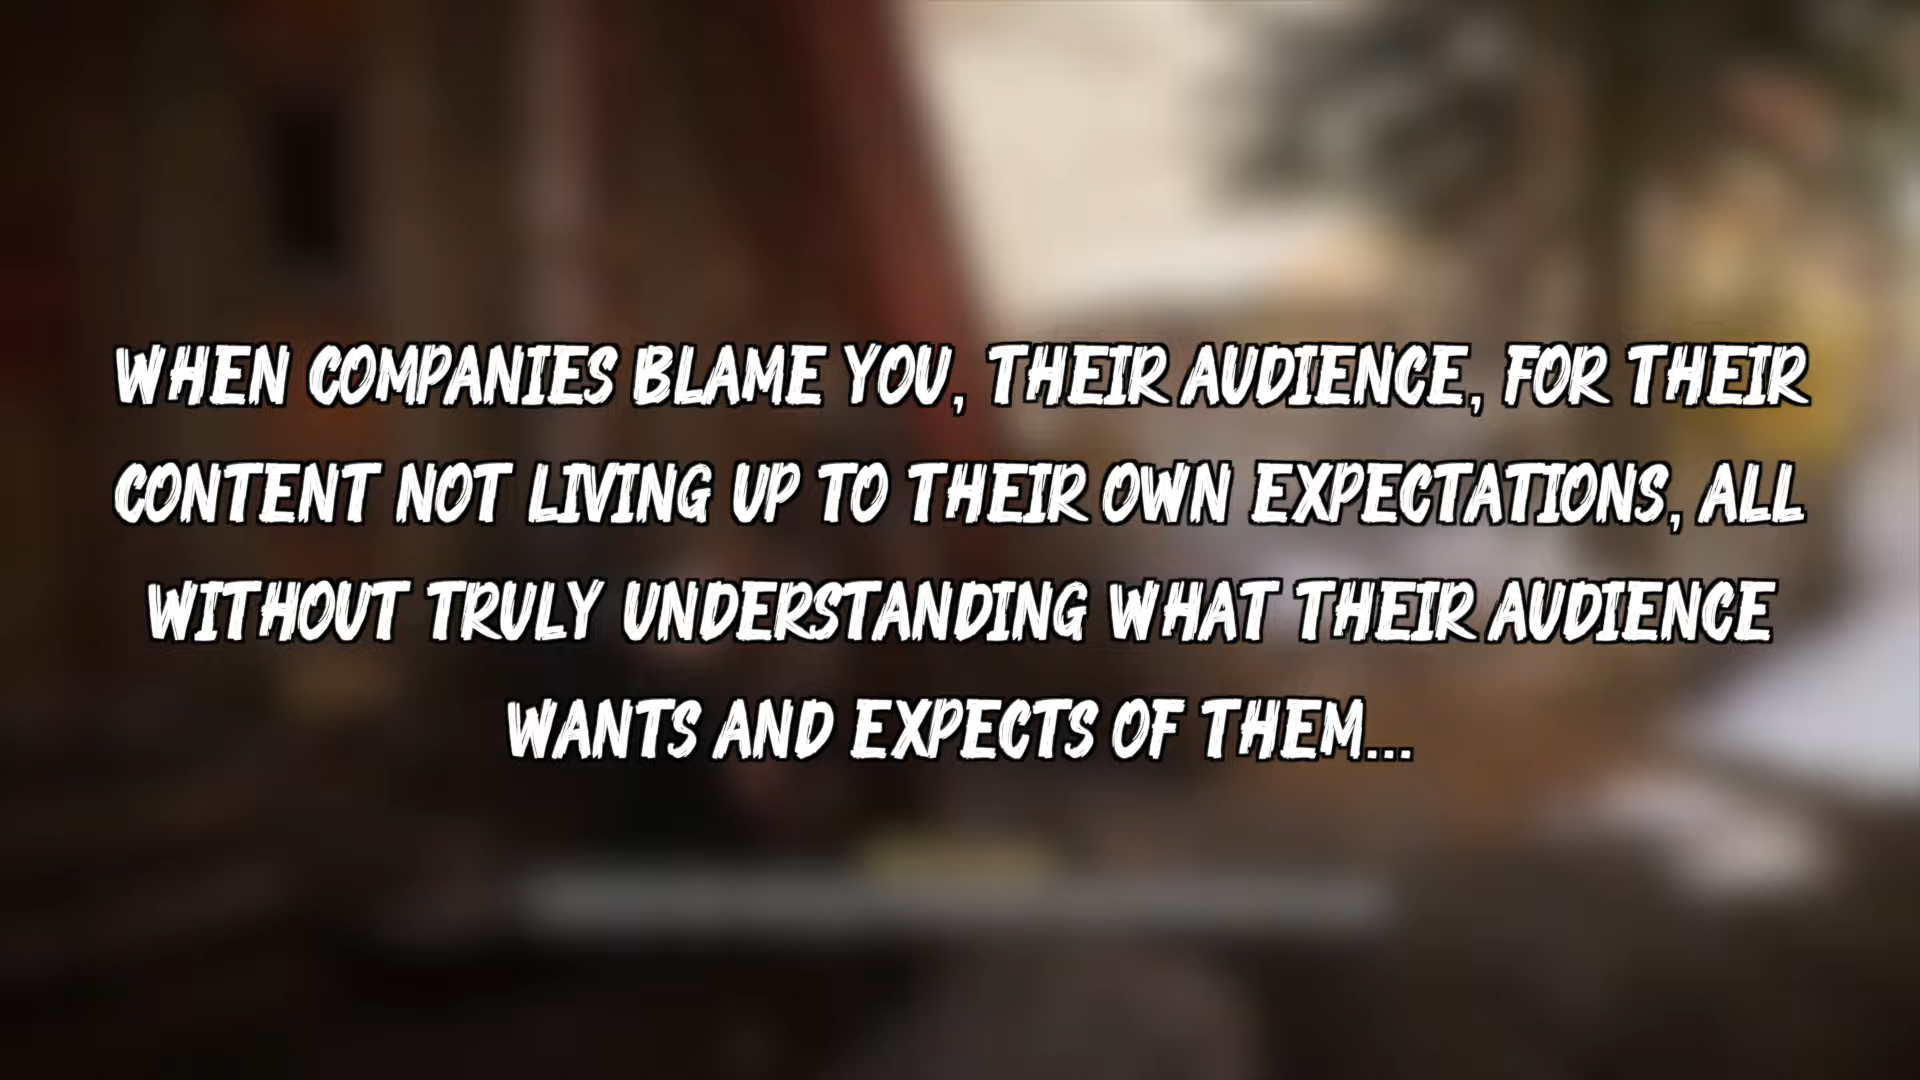 WHEN COMPANIES BLAME YOU, THEIR AUDIENCE, FOR THEIR
CONTENT NOT LIVING UP TO THEIR OWN EXPECTATIONS, ALL
WITHOUT TRULY UNDERSTANDING WHAT THEIR AUDIENCE
WANTS AND EXPECTS OF THEM...